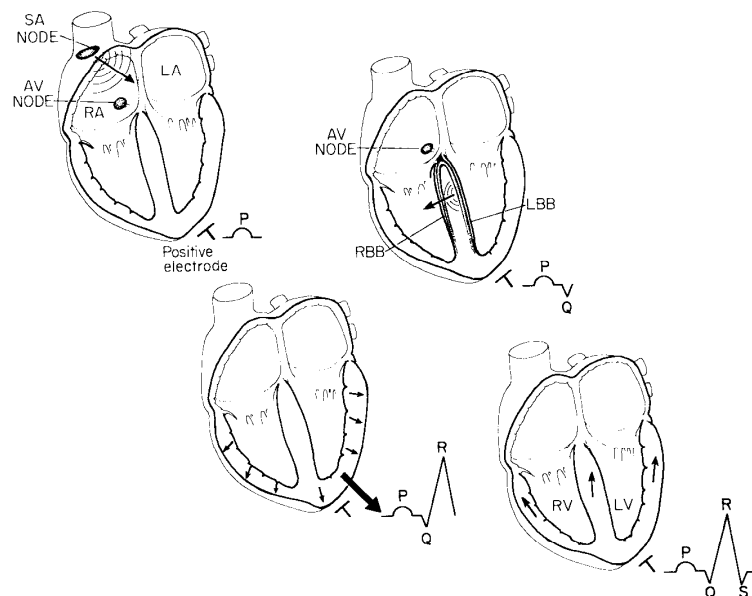 SA
NODE
LA
AV
NODE
RA
P
Positive
electrode
AV
NODE
LBB
RBB
P
Q
R
P
Q
RV
LV
R
P
Q
S